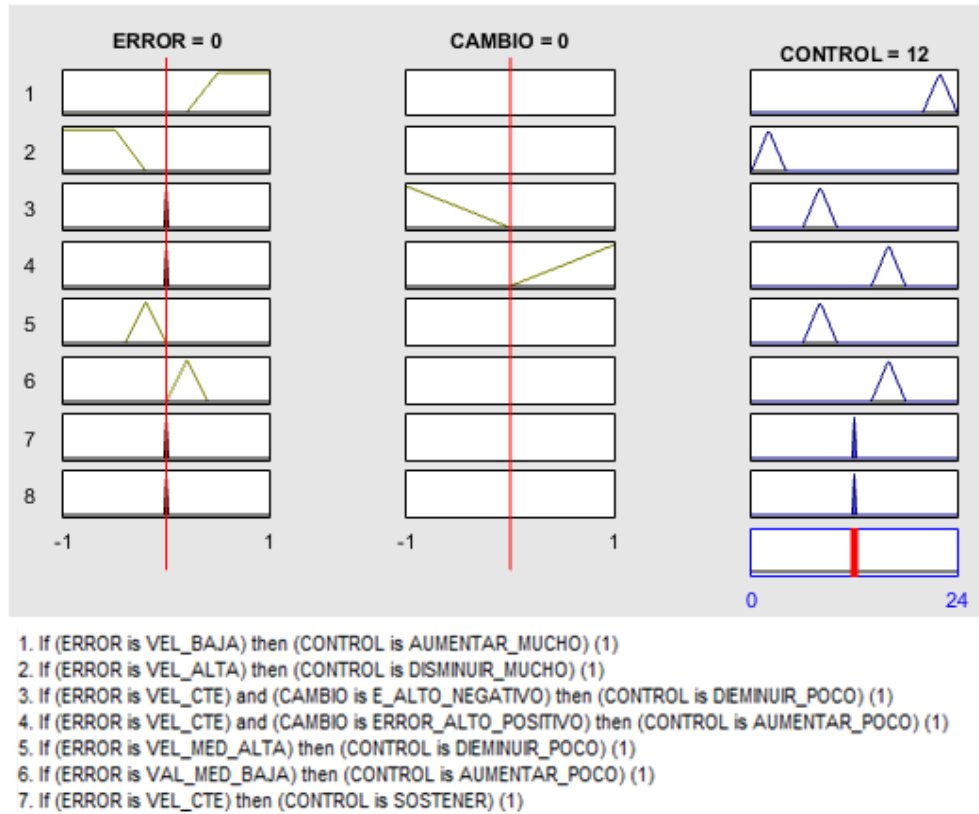 ERROR = 0
CAMBIO = 0
CONTROL = 12
1
2
3
4
5
6
7
8
-1
1
-1
1
0
24
1. If (ERROR is VEL_BAJA) then (CONTROL is AUMENTAR_MUCHO) (1)
2. If (ERROR is VEL_ALTA) then (CONTROL is DISMINUIR_MUCHO) (1)
3. If (ERROR is VEL_CTE) and (CAMBIO is E_ALTO_NEGATIVO) then (CONTROL is DIEMINUIR_POCO) (1)
4. If (ERROR is VEL_CTE) and (CAMBIO is ERROR_ALTO_POSITIVO) then (CONTROL is AUMENTAR_POCO) (1)
5. If (ERROR is VEL_MED_ALTA) then (CONTROL is DIEMINUIR_POCO) (1)
6. If (ERROR is VAL_MED_BAJA) then (CONTROL is AUMENTAR_POCO) (1)
7. If (ERROR is VEL_CTE) then (CONTROL is SOSTENER) (1)